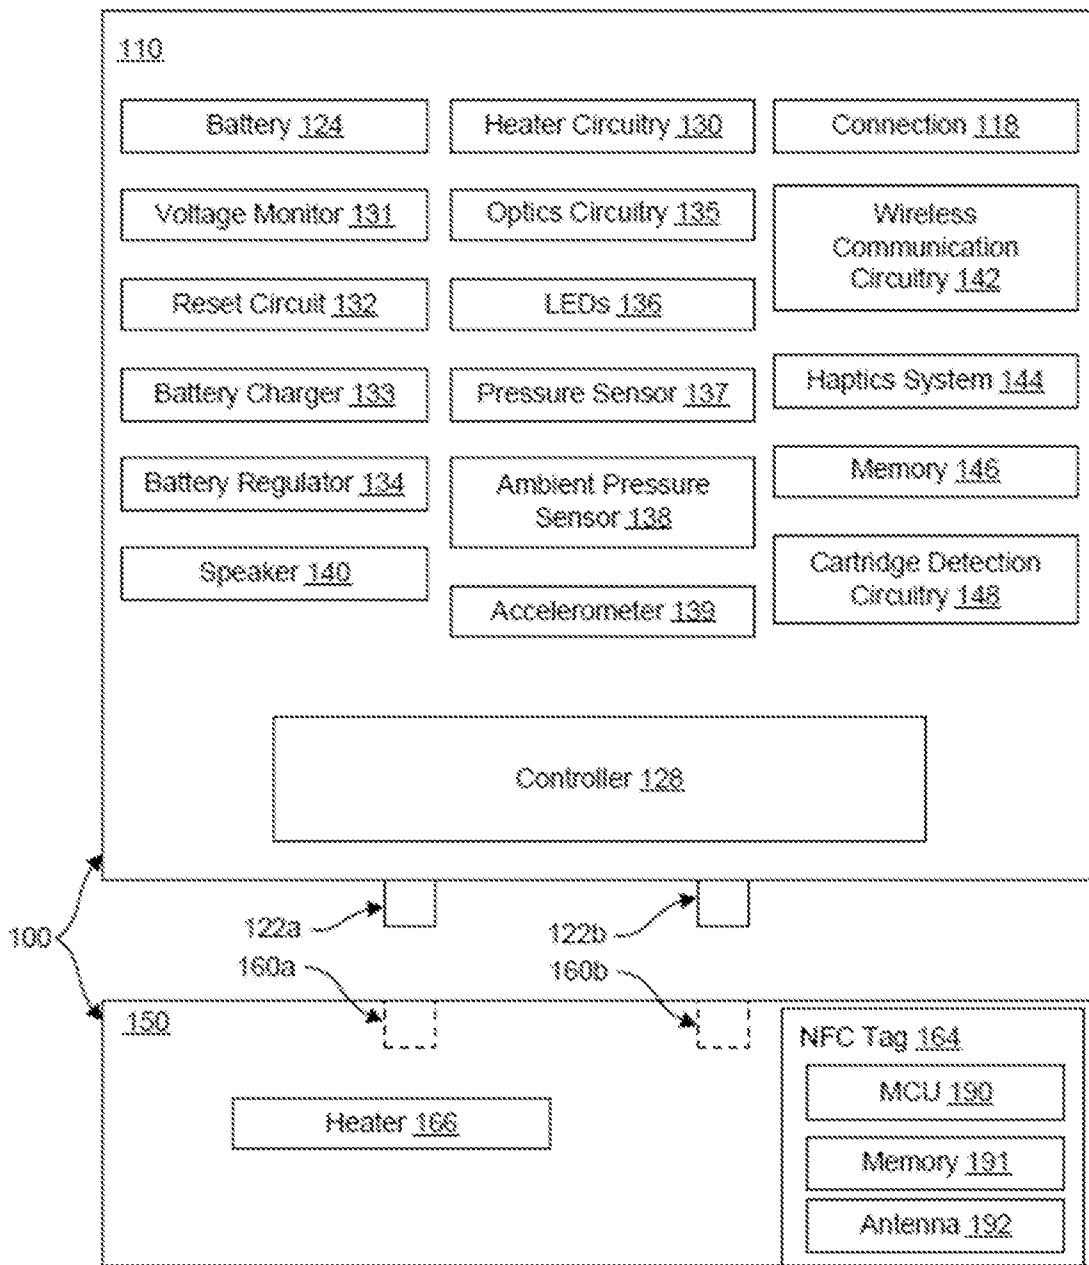 110
Battery 124
Heater Circuitry 130
Connection 118
Voltage Monitor 131
Optics Circuitry 135
Wireless
Communication
Circuitry 142
Reset Circuit 132
LEDs 136
Battery Charger 133
Pressure Sensor 137
Haptics System 144
Battery Regulator 134
Ambient Pressure
Sensor 138
Memory 146
Speaker 140
Accelerometer 139
Cartridge Detection
Circuitry 148
Controller 128
100
122a
122b
160a
160b
150
NFC Tag 164
MCU 190
Heater 166
Memory 191
Antenna 192